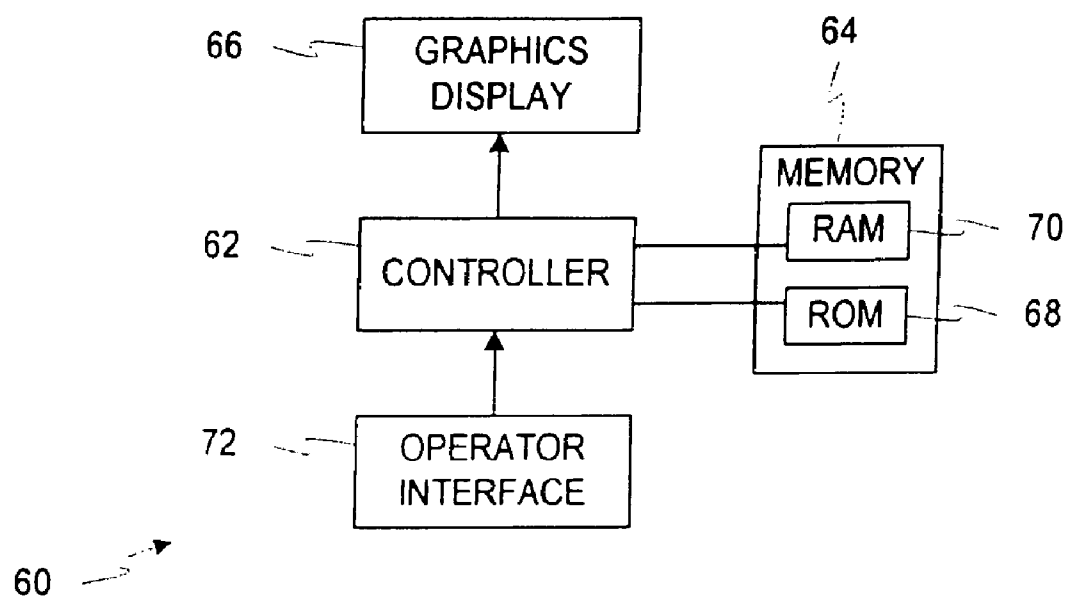 66
GRAPHICS
DISPLAY
64
MEMORY
RAM
70
62
CONTROLLER
ROM
68
72
OPERATOR
INTERFACE
60